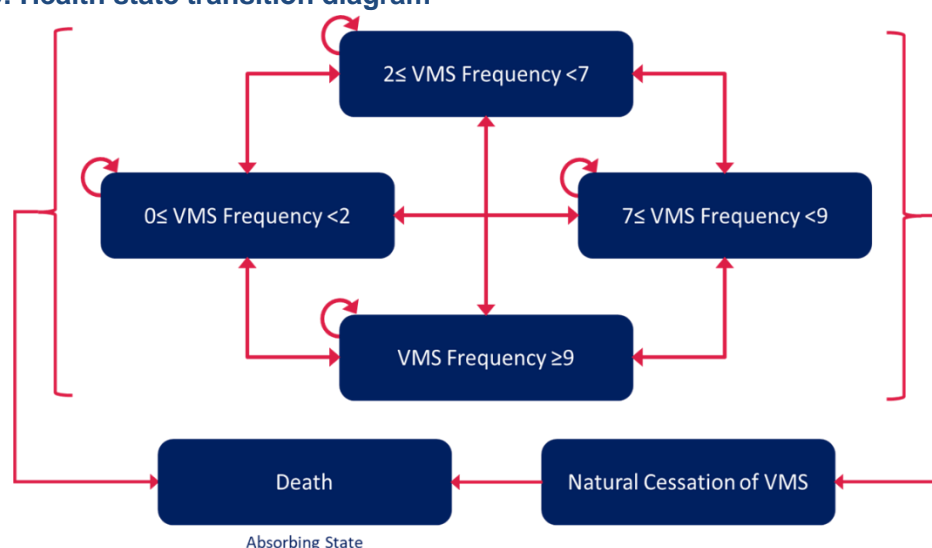 Health state transition diagram
2≤ VMS Frequency <7
0≤ VMS Frequency <2
7≤ VMS Frequency <9
VMS Frequency ≥9
Death
Natural Cessation of VMS
Absorbing State